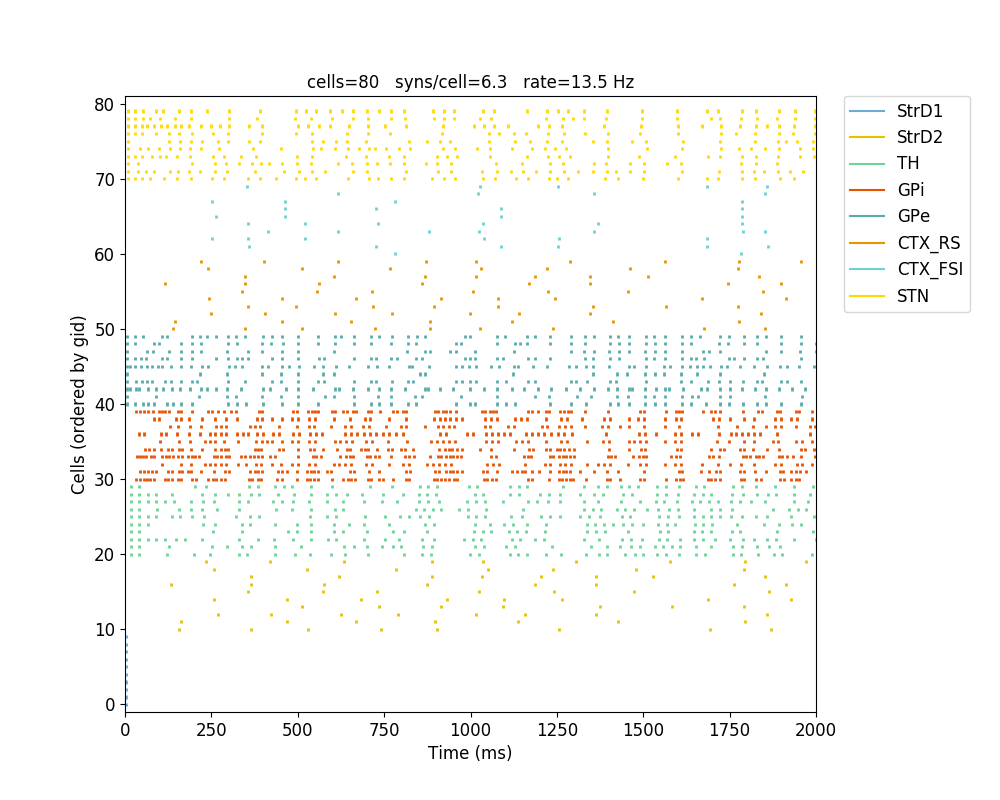 cells=80   syns/cell=6.3   rate=13.5 Hz
80
70
60
50
40
30
20
10
0
Cells (ordered by gid)
0 250 500 750 1000 1250 1500 1750 2000
Time (ms)
StrD1
StrD2
TH
GPi
GPe
CTX_RS
CTX_FSI
STN